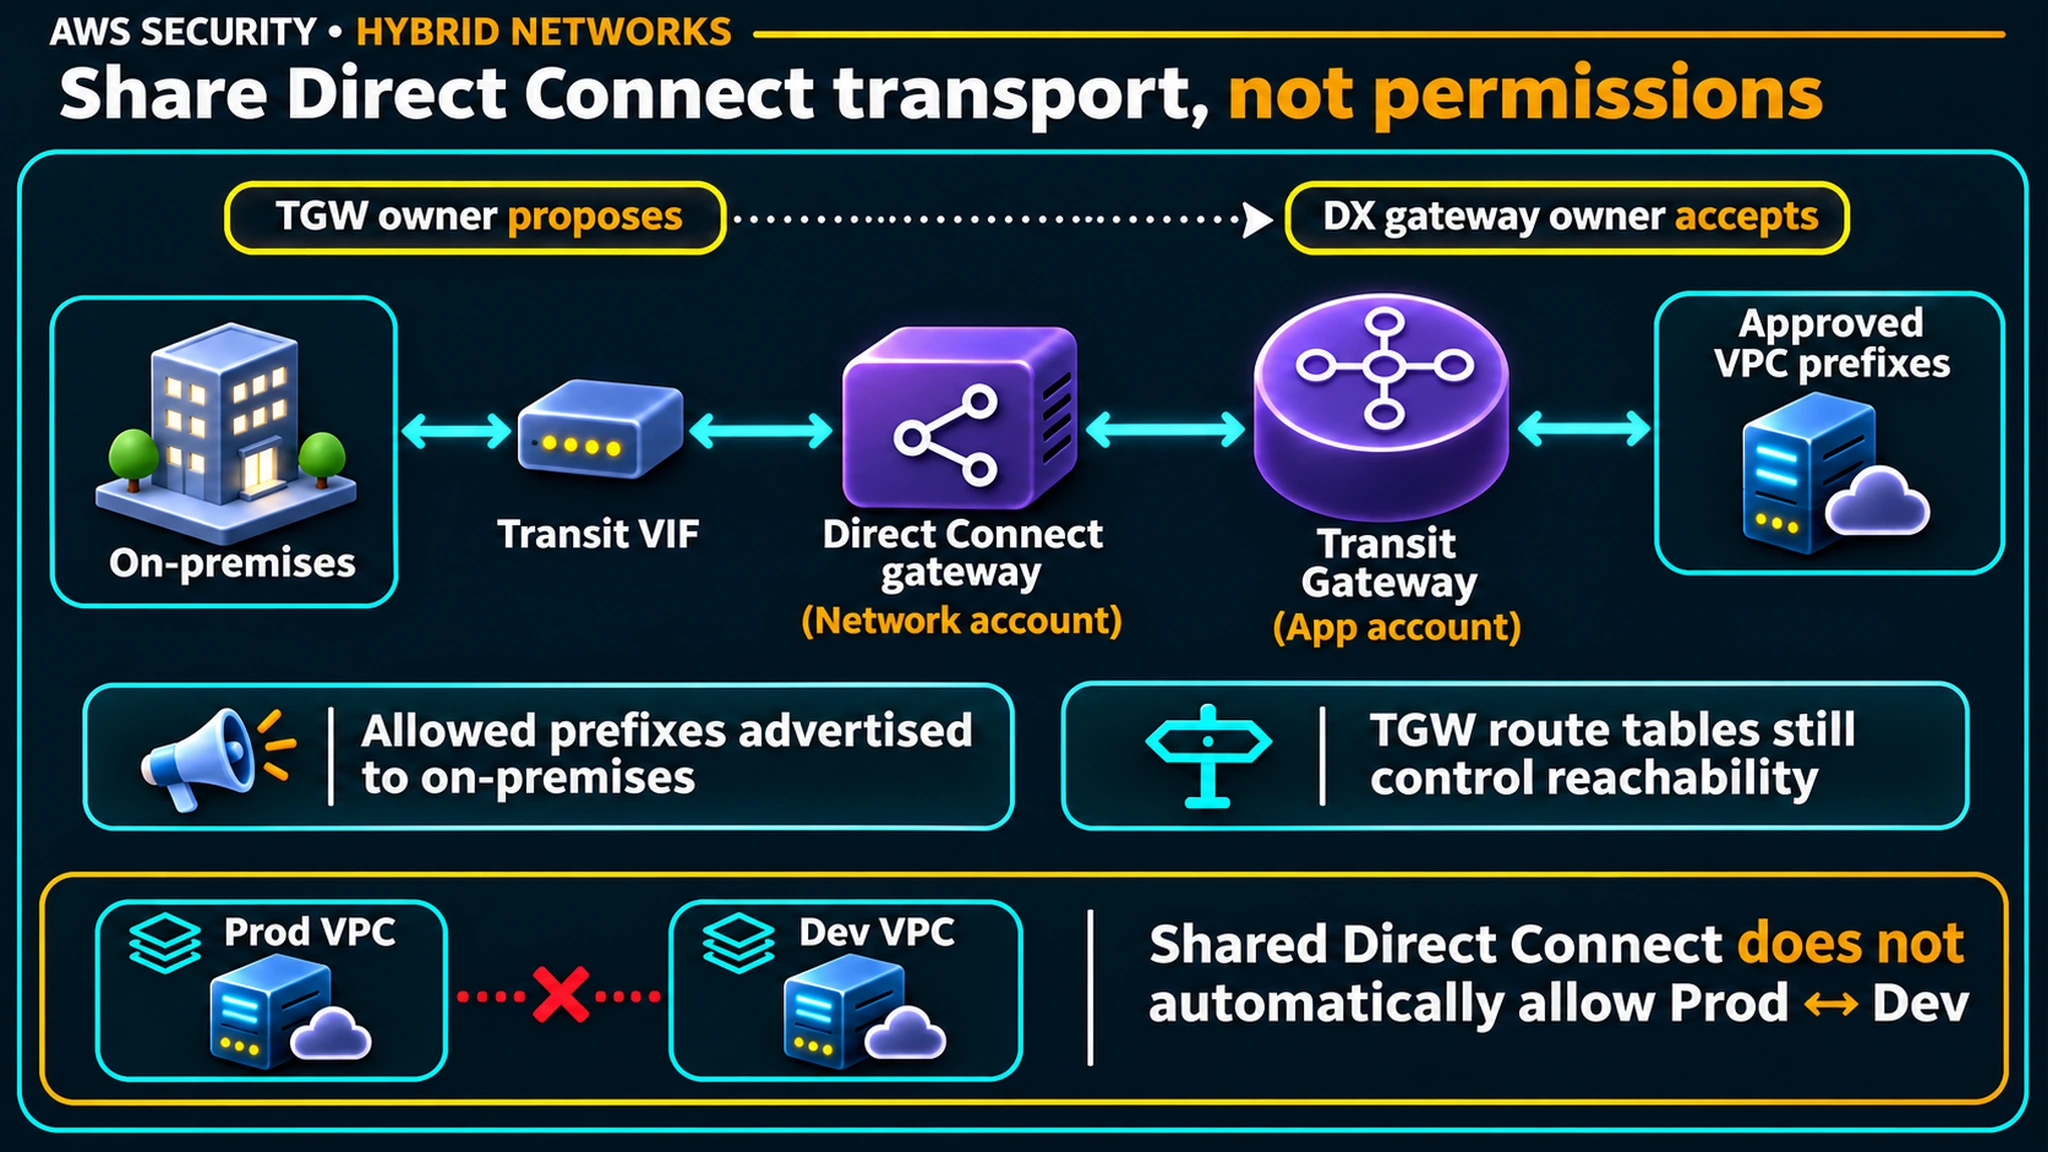 AWS SECURITY • HYBRID NETWORKS
Share Direct Connect transport, not permissions
TGW owner proposes
DX gateway owner accepts
On-premises
Transit VIF
Direct Connect
gateway
(Network account)
Transit
Gateway
(App account)
Approved
VPC prefixes
Allowed prefixes advertised
to on-premises
TGW route tables still
control reachability
Prod VPC
Dev VPC
Shared Direct Connect does not
automatically allow Prod ↔ Dev